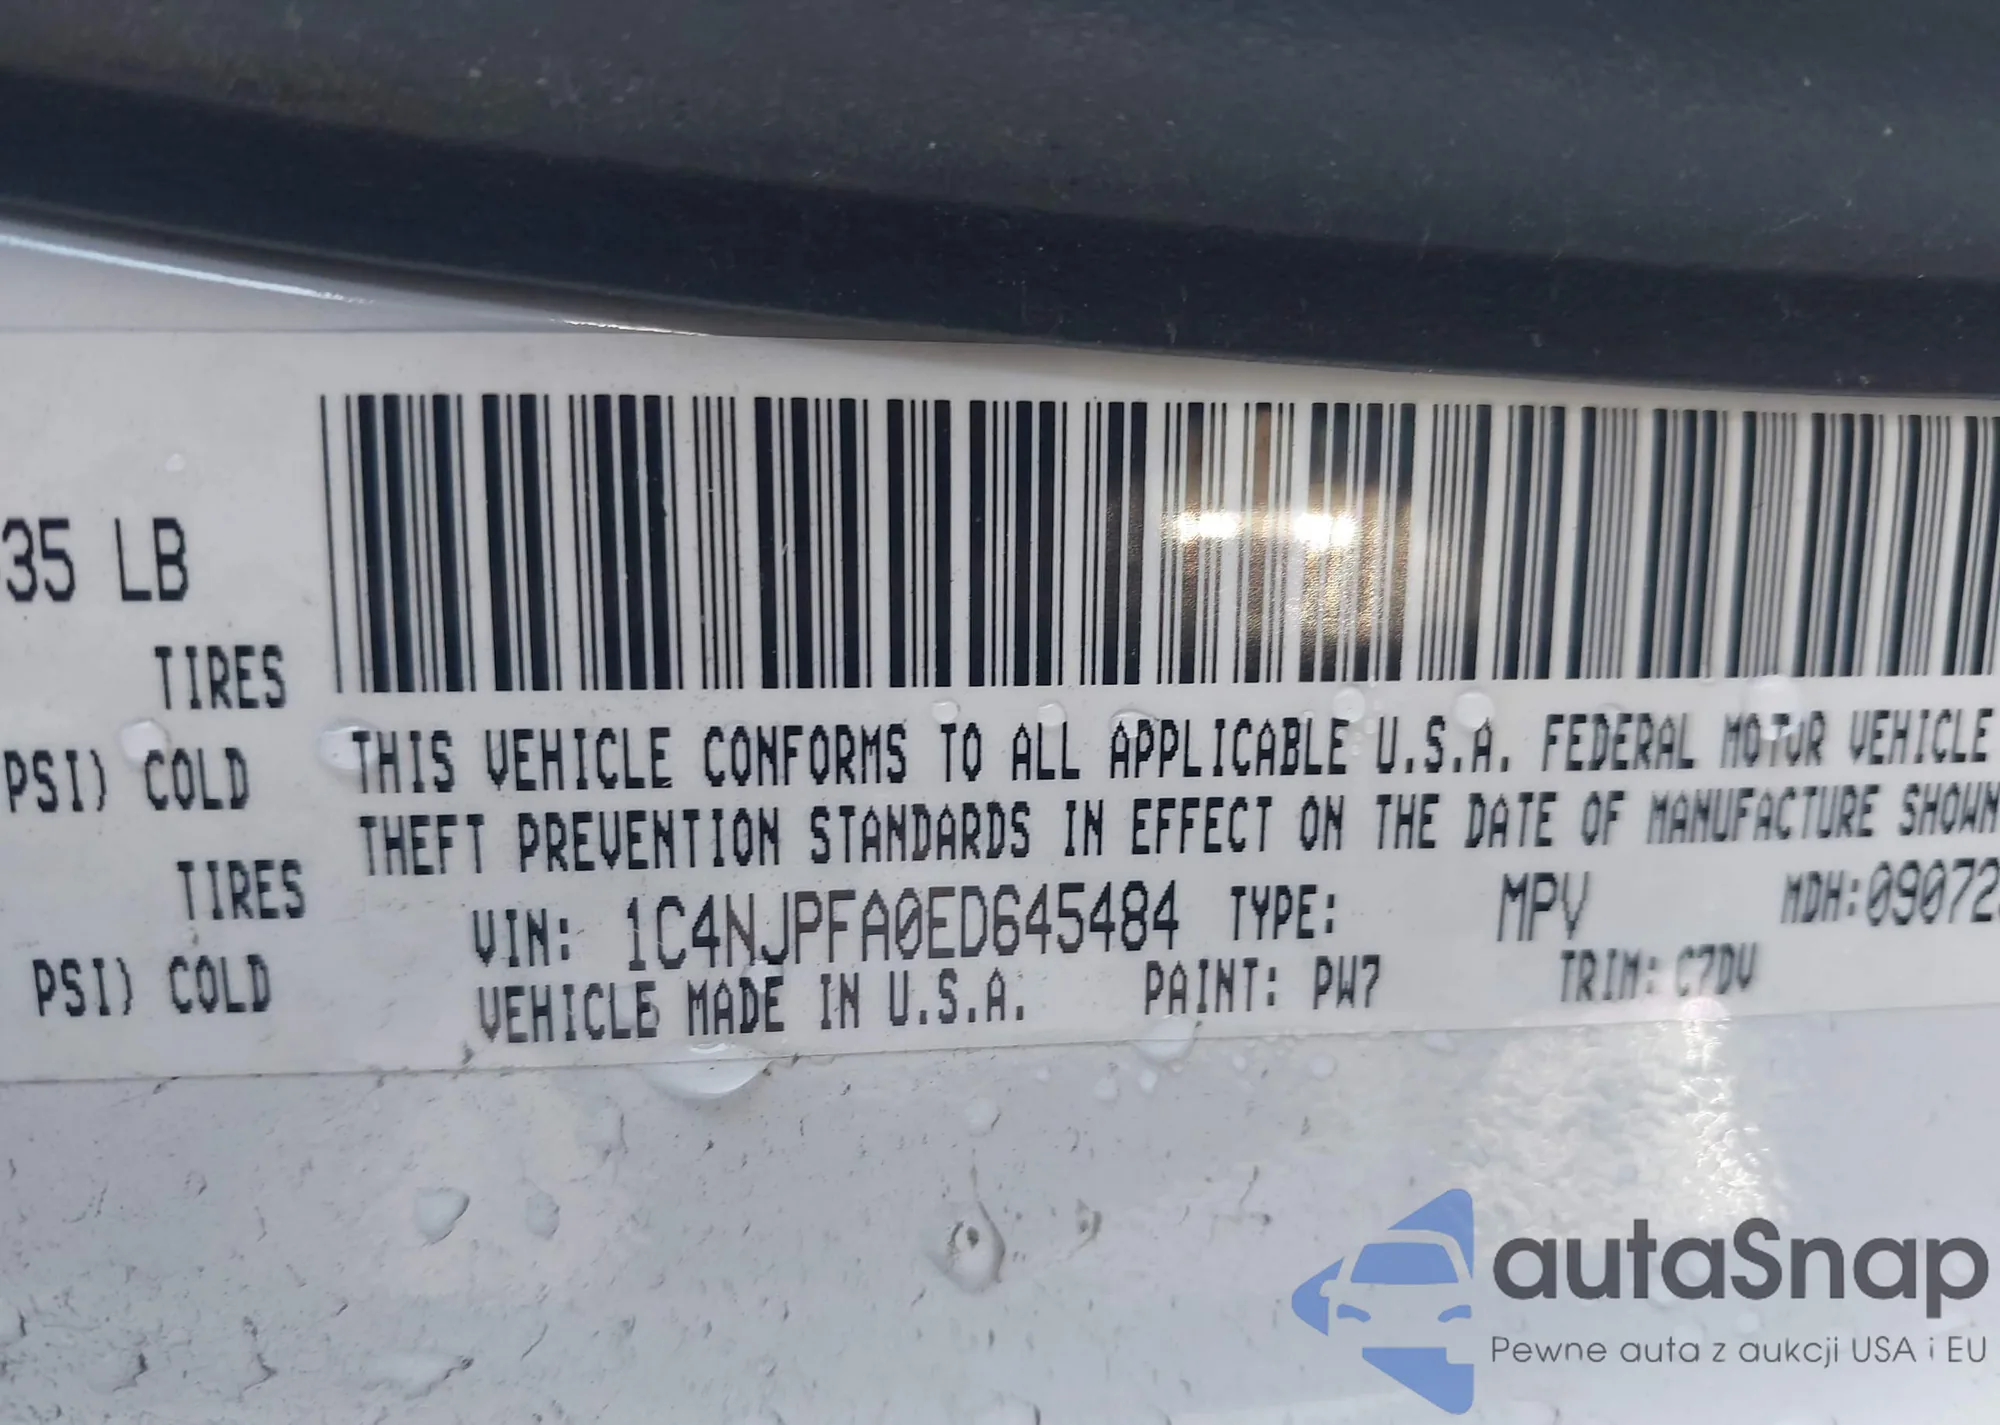 35 LB
TIRES
PSI) COLD
TIRES
PSI) COLD
THIS VEHICLE CONFORMS TO ALL APPLICABLE U.S.A. FEDERAL MOTOR VEHICLE
THEFT PREVENTION STANDARDS IN EFFECT ON THE DATE OF MANUFACTURE SHOWN
VIN: 1C4NJPFA0ED645484 TYPE: MPV MDH:09072
VEHICLE MADE IN U.S.A. PAINT: PW7 TRIM: C7DV
autaSnap
Pewne auta z aukcji USA i EU